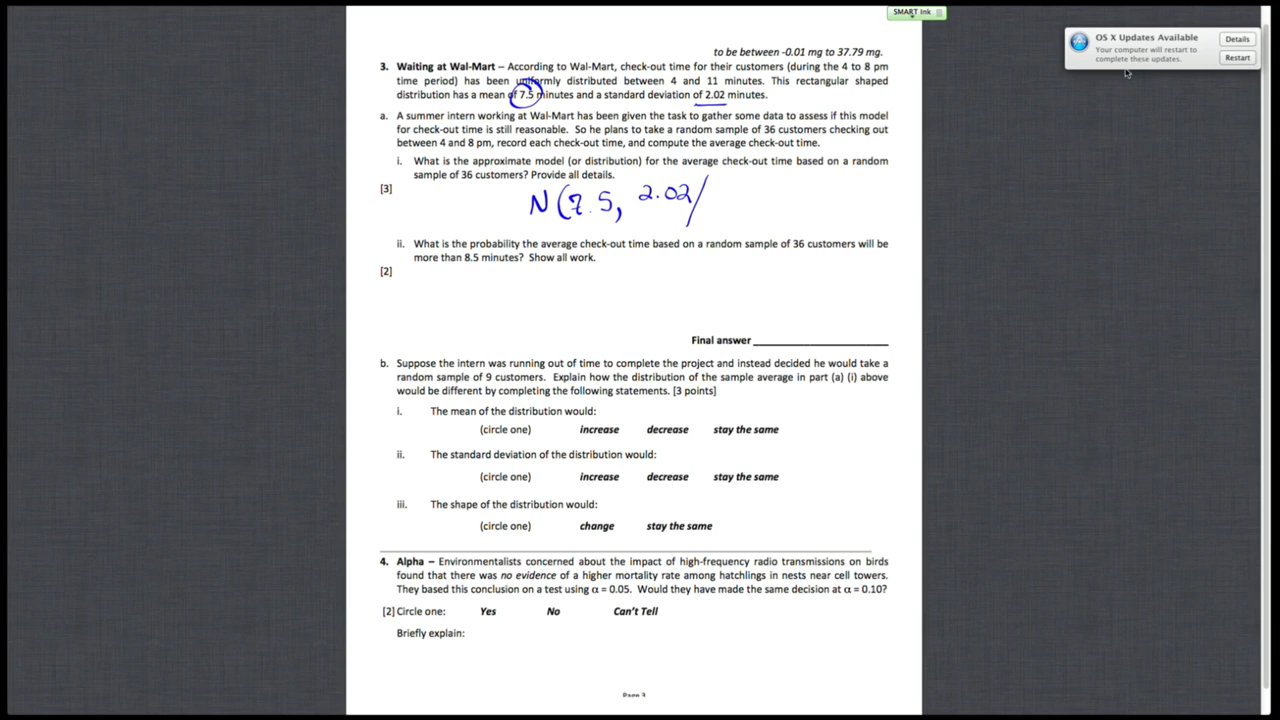 SMART Ink
OS X Updates Available
Your computer will restart to
complete these updates.
Details
Restart
to be between -0.01 mg to 37.79 mg.
3. Waiting at Wal-Mart – According to Wal-Mart, check-out time for their customers (during the 4 to 8 pm
time period) has been uniformly distributed between 4 and 11 minutes. This rectangular shaped
distribution has a mean of 7.5 minutes and a standard deviation of 2.02 minutes.
a. A summer intern working at Wal-Mart has been given the task to gather some data to assess if this model
for check-out time is still reasonable. So he plans to take a random sample of 36 customers checking out
between 4 and 8 pm, record each check-out time, and compute the average check-out time.
i. What is the approximate model (or distribution) for the average check-out time based on a random
sample of 36 customers? Provide all details.
[3]
N(7.5, 2.02/
ii. What is the probability the average check-out time based on a random sample of 36 customers will be
more than 8.5 minutes? Show all work.
[2]
Final answer
b. Suppose the intern was running out of time to complete the project and instead decided he would take a
random sample of 9 customers. Explain how the distribution of the sample average in part (a) (i) above
would be different by completing the following statements. [3 points]
i. The mean of the distribution would:
(circle one) increase decrease stay the same
ii. The standard deviation of the distribution would:
(circle one) increase decrease stay the same
iii. The shape of the distribution would:
(circle one) change stay the same
4. Alpha – Environmentalists concerned about the impact of high-frequency radio transmissions on birds
found that there was no evidence of a higher mortality rate among hatchlings in nests near cell towers.
They based this conclusion on a test using α = 0.05. Would they have made the same decision at α = 0.10?
[2] Circle one: Yes No Can't Tell
Briefly explain:
Page 3